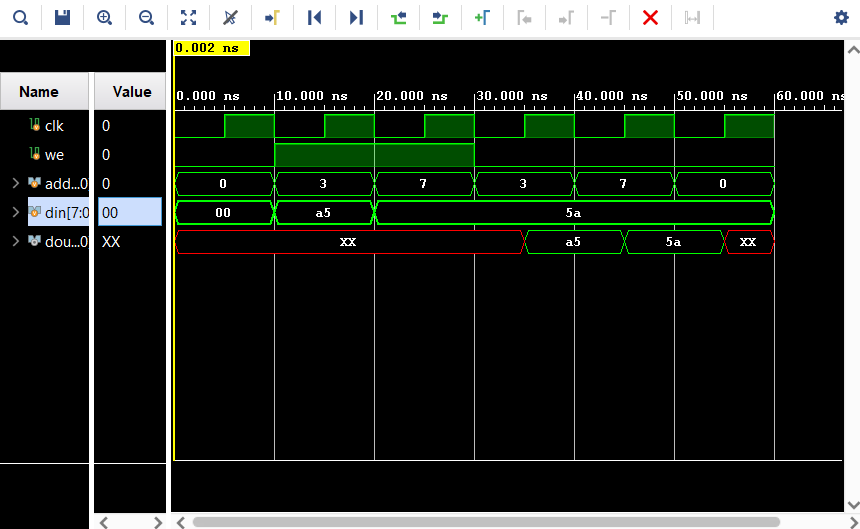 0.002 ns
Name Value
0.000 ns 10.000 ns 20.000 ns 30.000 ns 40.000 ns 50.000 ns 60.000 ns
clk 0
we 0
add...0 0 0 3 7 3 7 0
din[7:0 00 00 a5 5a
dou...0 XX XX a5 5a XX